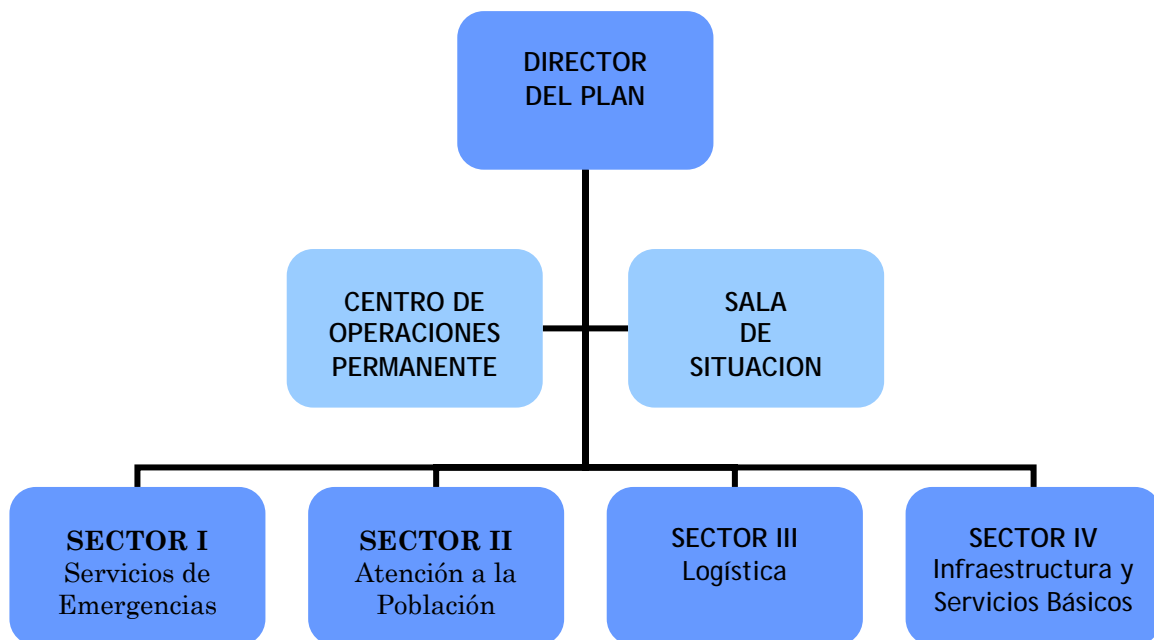 DIRECTOR
DEL PLAN
CENTRO DE
OPERACIONES
PERMANENTE
SALA
DE
SITUACION
SECTOR I
Servicios de
Emergencias
SECTOR II
Atención a la
Población
SECTOR III
Logística
SECTOR IV
Infraestructura y
Servicios Básicos